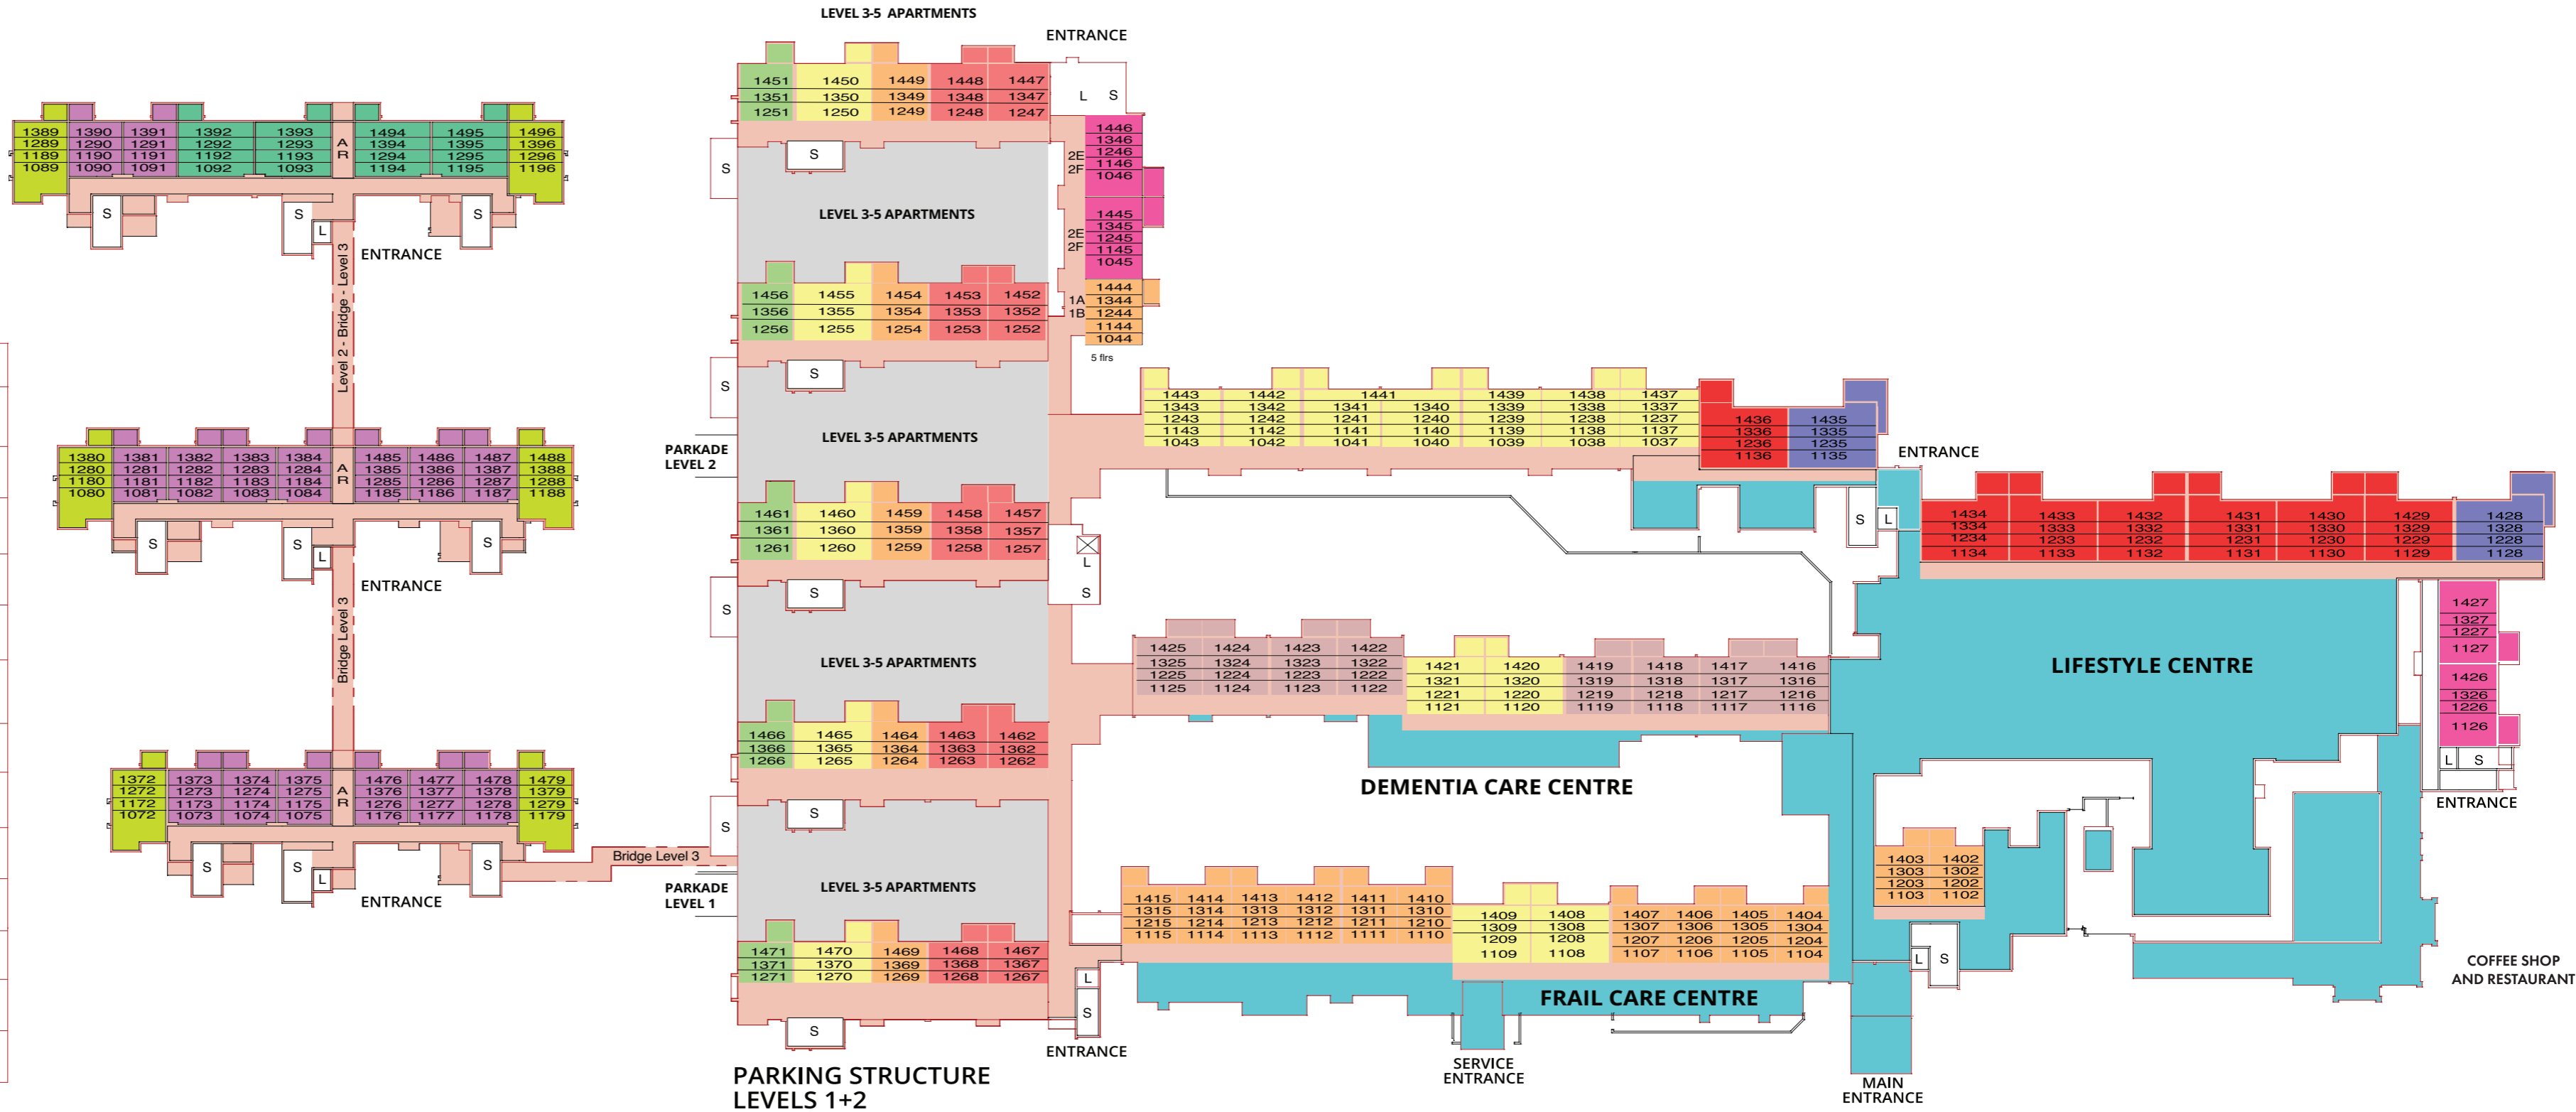 LEVEL 3-5 APARTMENTS
ENTRANCE
1451 1450 1449 1448 1447
1351 1350 1349 1348 1347
1251 1250 1249 1248 1247
L S
S
S
LEVEL 3-5 APARTMENTS
1446
1346
1246
1146
1046
2E
2F
1445
1345
1245
1145
1045
2E
2F
1444
1344
1244
1144
1044
1A
1B
5 flrs
1389 1390 1391 1392 1393 1494 1495 1496
1289 1290 1291 1292 1293 1394 1395 1396
1189 1190 1191 1192 1193 1294 1295 1296
1089 1090 1091 1092 1093 1194 1195 1196
A
R
S S L S
ENTRANCE
Level 2 - Bridge - Level 3
1456 1455 1454 1453 1452
1356 1355 1354 1353 1352
1256 1255 1254 1253 1252
S
S
LEVEL 3-5 APARTMENTS
PARKADE
LEVEL 2
1380 1381 1382 1383 1384 1485 1486 1487 1488
1280 1281 1282 1283 1284 1385 1386 1387 1388
1180 1181 1182 1183 1184 1285 1286 1287 1288
1080 1081 1082 1083 1084 1185 1186 1187 1188
A
R
S S L S
ENTRANCE
Bridge Level 3
1443 1442 1441 1439 1438 1437
1343 1342 1341 1340 1339 1338 1337
1243 1242 1241 1240 1239 1238 1237
1143 1142 1141 1140 1139 1138 1137
1043 1042 1041 1040 1039 1038 1037
1436 1435
1336 1335
1236 1235
1136 1135
ENTRANCE
S L
1434 1433 1432 1431 1430 1429 1428
1334 1333 1332 1331 1330 1329 1328
1234 1233 1232 1231 1230 1229 1228
1134 1133 1132 1131 1130 1129 1128
1461 1460 1459 1458 1457
1361 1360 1359 1358 1357
1261 1260 1259 1258 1257
L
S
S
S
LEVEL 3-5 APARTMENTS
1427
1327
1227
1127
1426
1326
1226
1126
L S
ENTRANCE
LIFESTYLE CENTRE
1425 1424 1423 1422
1325 1324 1323 1322
1225 1224 1223 1222
1125 1124 1123 1122
1421 1420 1419 1418 1417 1416
1321 1320 1319 1318 1317 1316
1221 1220 1219 1218 1217 1216
1121 1120 1119 1118 1117 1116
DEMENTIA CARE CENTRE
1466 1465 1464 1463 1462
1366 1365 1364 1363 1362
1266 1265 1264 1263 1262
S
S
LEVEL 3-5 APARTMENTS
1372 1373 1374 1375 1476 1477 1478 1479
1272 1273 1274 1275 1376 1377 1378 1379
1172 1173 1174 1175 1276 1277 1278 1279
1072 1073 1074 1075 1176 1177 1178 1179
A
R
S S L S
ENTRANCE
Bridge Level 3
PARKADE
LEVEL 1
1403 1402
1303 1302
1203 1202
1103 1102
L S
1415 1414 1413 1412 1411 1410
1315 1314 1313 1312 1311 1310
1215 1214 1213 1212 1211 1210
1115 1114 1113 1112 1111 1110
1409 1408 1407 1406 1405 1404
1309 1308 1307 1306 1305 1304
1209 1208 1207 1206 1205 1204
1109 1108 1107 1106 1105 1104
1471 1470 1469 1468 1467
1371 1370 1369 1368 1367
1271 1270 1269 1268 1267
L
S
S
COFFEE SHOP
AND RESTAURANT
FRAIL CARE CENTRE
ENTRANCE
SERVICE
ENTRANCE
MAIN
ENTRANCE
PARKING STRUCTURE
LEVELS 1+2